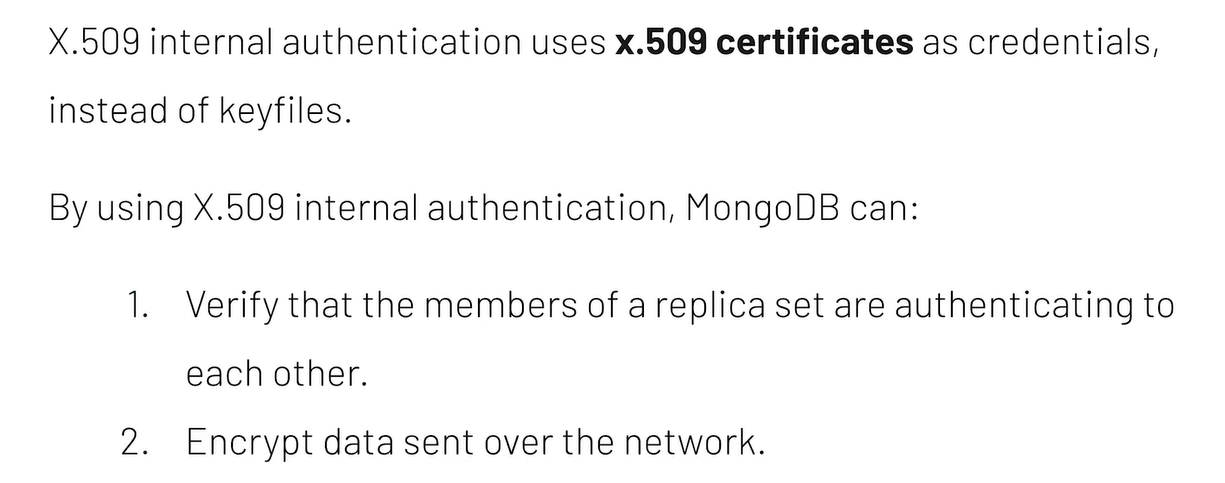 X.509 internal authentication uses x.509 certificates as credentials,
instead of keyfiles.
By using X.509 internal authentication, MongoDB can:
1. Verify that the members of a replica set are authenticating to
each other.
2. Encrypt data sent over the network.